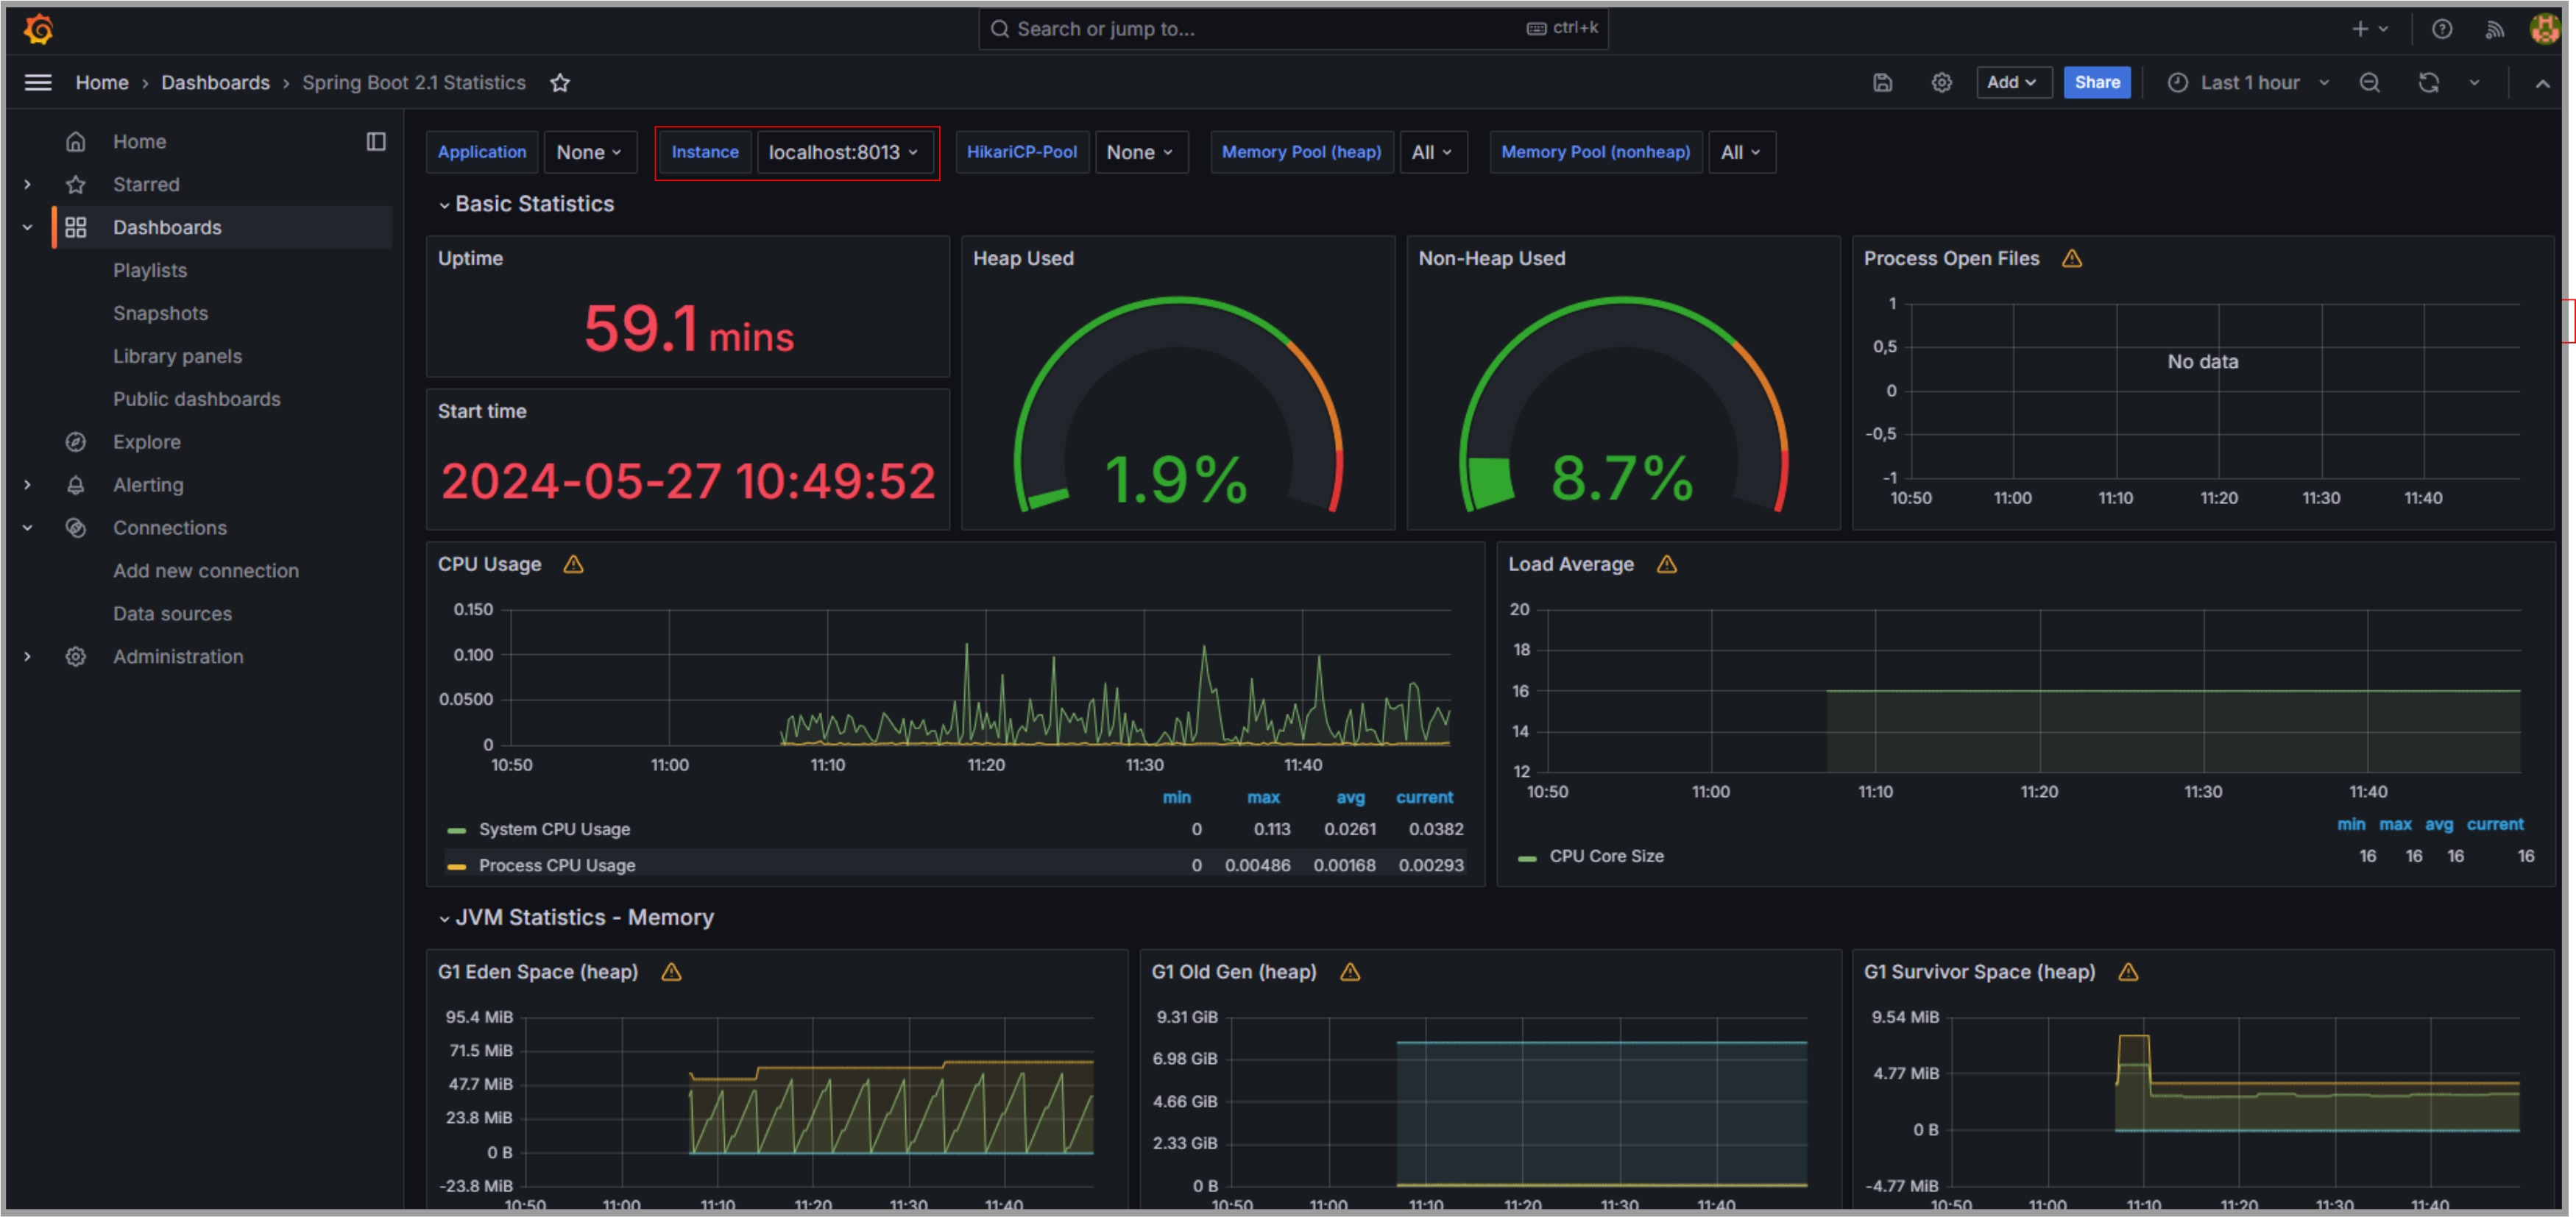 Search or jump to...
ctrl+k
Home › Dashboards › Spring Boot 2.1 Statistics
Add
Share
Last 1 hour
Home
Starred
Dashboards
Playlists
Snapshots
Library panels
Public dashboards
Explore
Alerting
Connections
Add new connection
Data sources
Administration
Application None Instance localhost:8013 HikariCP-Pool None Memory Pool (heap) All Memory Pool (nonheap) All
Basic Statistics
Uptime
59.1 mins
Start time
2024-05-27 10:49:52
Heap Used
1.9%
Non-Heap Used
8.7%
Process Open Files
1
0,5
0
-0,5
-1
No data
10:50 11:00 11:10 11:20 11:30 11:40
CPU Usage
0.150
0.100
0.0500
0
10:50 11:00 11:10 11:20 11:30 11:40
min max avg current
System CPU Usage 0 0.113 0.0261 0.0382
Process CPU Usage 0 0.00486 0.00168 0.00293
Load Average
20
18
16
14
12
10:50 11:00 11:10 11:20 11:30 11:40
min max avg current
CPU Core Size 16 16 16 16
JVM Statistics - Memory
G1 Eden Space (heap)
95.4 MiB
71.5 MiB
47.7 MiB
23.8 MiB
0 B
-23.8 MiB
10:50 11:00 11:10 11:20 11:30 11:40
G1 Old Gen (heap)
9.31 GiB
6.98 GiB
4.66 GiB
2.33 GiB
0 B
10:50 11:00 11:10 11:20 11:30 11:40
G1 Survivor Space (heap)
9.54 MiB
4.77 MiB
0 B
-4.77 MiB
10:50 11:00 11:10 11:20 11:30 11:40